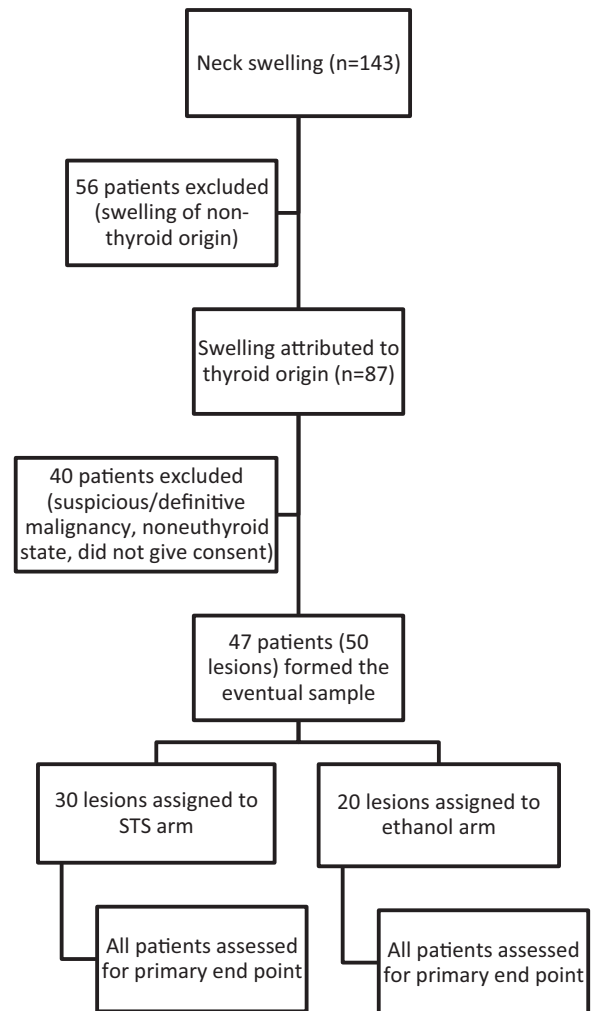 Neck swelling (n=143)
56 patients excluded
(swelling of non-
thyroid origin)
Swelling attributed to
thyroid origin (n=87)
40 patients excluded
(suspicious/definitive
malignancy, noneuthyroid
state, did not give consent)
47 patients (50
lesions) formed the
eventual sample
30 lesions assigned to
STS arm
20 lesions assigned to
ethanol arm
All patients assessed
for primary end point
All patients assessed
for primary end point